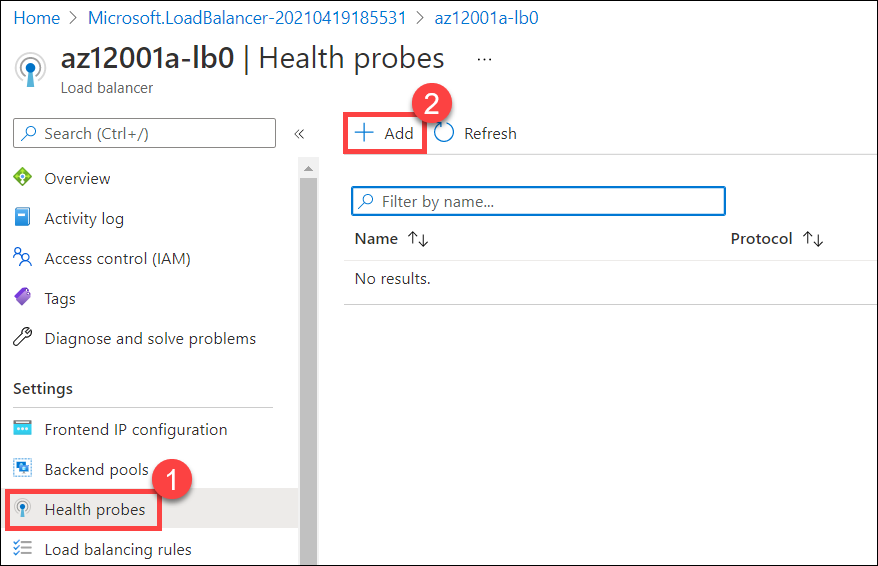 Home > Microsoft.LoadBalancer-20210419185531 > az12001a-lb0
az12001a-lb0 | Health probes ...
Load balancer
2
Search (Ctrl+/) «
Add Refresh
Overview
Activity log
Access control (IAM)
Tags
Diagnose and solve problems
Settings
Frontend IP configuration
Backend pools
1
Health probes
Load balancing rules
Filter by name...
Name ↑↓ Protocol ↑↓
No results.